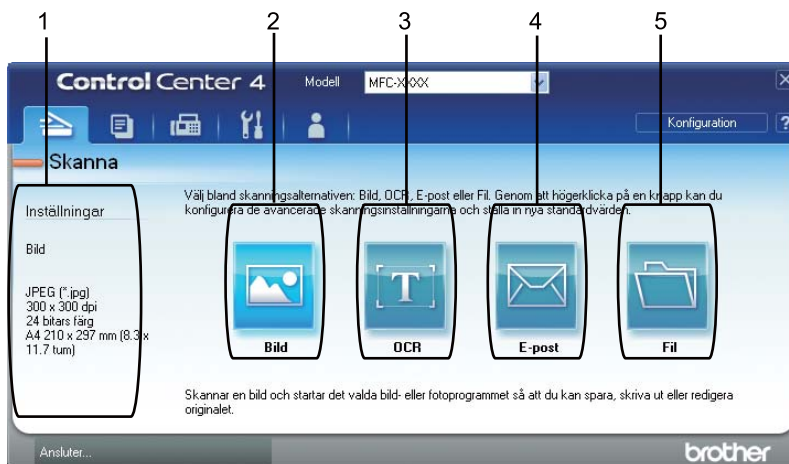 1 2 3 4 5
Control Center 4 Modell MFC-XXXX
Konfiguration ?
Skanna
Välj bland skanningsalternativen: Bild, OCR, E-post eller Fil. Genom att högerklicka på en knapp kan du
konfigurera de avancerade skanningsinställningarna och ställa in nya standardvärden.
Inställningar
Bild
JPEG (*.jpg)
300 x 300 dpi
24 bitars färg
A4 210 x 297 mm (8.3 x
11.7 tum)
Bild OCR E-post Fil
Skannar en bild och startar det valda bild- eller fotoprogrammet så att du kan spara, skriva ut eller redigera
originalet.
Ansluter...
brother